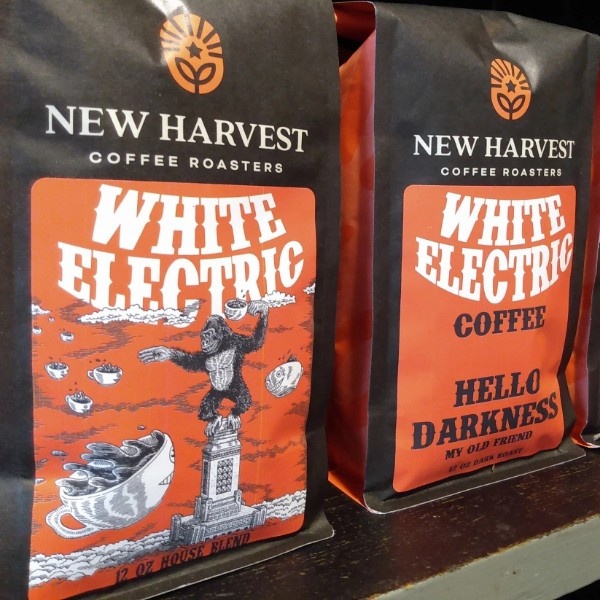 NEW HARVEST
COFFEE ROASTERS
WHITE
ELECTRIC
12 OZ HOUSE BLEND
NEW HARVEST
COFFEE ROASTERS
WHITE
ELECTRIC
COFFEE
HELLO
DARKNESS
MY OLD FRIEND
12 OZ DARK ROAST